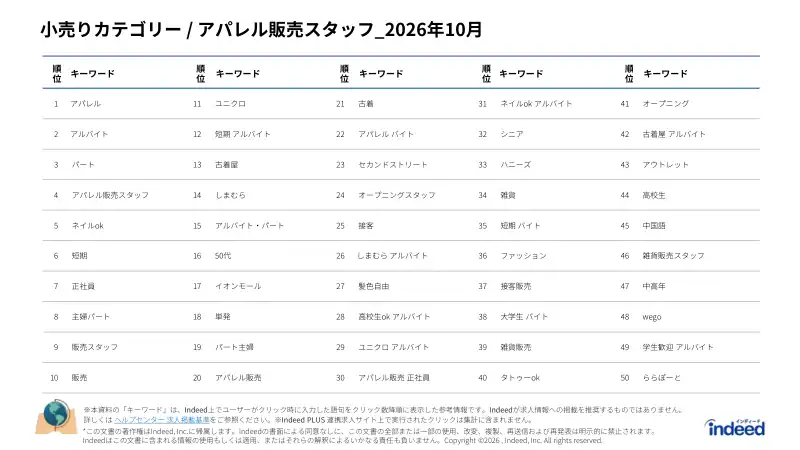 小売りカテゴリー / アパレル販売スタッフ_2026年10月
順位 キーワード 順位 キーワード 順位 キーワード 順位 キーワード 順位 キーワード
1 アパレル 11 ユニクロ 21 古着 31 ネイルok アルバイト 41 オープニング
2 アルバイト 12 短期 アルバイト 22 アパレル バイト 32 シニア 42 古着屋 アルバイト
3 パート 13 古着屋 23 セカンドストリート 33 ハニーズ 43 アウトレット
4 アパレル販売スタッフ 14 しまむら 24 オープニングスタッフ 34 雑貨 44 高校生
5 ネイルok 15 アルバイト・パート 25 接客 35 短期 バイト 45 中国語
6 短期 16 50代 26 しまむら アルバイト 36 ファッション 46 雑貨販売スタッフ
7 正社員 17 イオンモール 27 髪色自由 37 接客販売 47 中高年
8 主婦パート 18 単発 28 高校生ok アルバイト 38 大学生 バイト 48 wego
9 販売スタッフ 19 パート主婦 29 ユニクロ アルバイト 39 雑貨販売 49 学生歓迎 アルバイト
10 販売 20 アパレル販売 30 アパレル販売 正社員 40 タトゥーok 50 ららぽーと
※本資料の「キーワード」は、Indeed上でユーザーがクリック時に入力した語句をクリック数降順に表示した参考情報です。Indeedが求人情報への掲載を推奨するものではありません。
詳しくは ヘルプセンター 求人掲載基準をご参照ください。※Indeed PLUS 連携求人サイト上で実行されたクリックは集計に含まれません。
*この文書の著作権はIndeed, Inc.に帰属します。Indeedの書面による同意なしに、この文書の全部または一部の使用、改変、複製、再送信および再発表は明示的に禁止されます。
Indeedはこの文書に含まれる情報の使用もしくは適用、またはそれらの解釈によるいかなる責任も負いません。Copyright ©2026 , Indeed, Inc. All rights reserved.
インディード
indeed